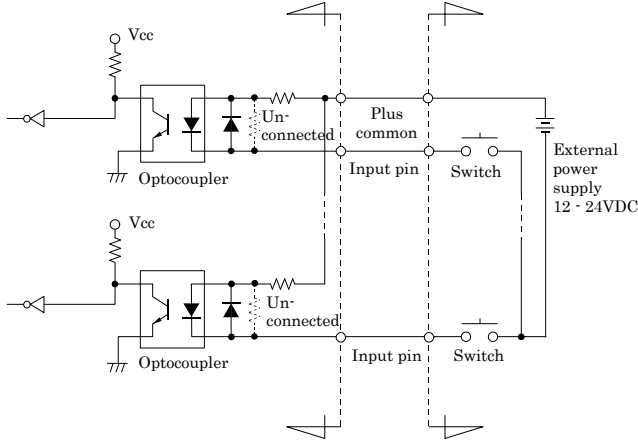 Vcc
Un-
connected
Plus
common
External
power
supply
12 - 24VDC
Optocoupler
Input pin
Switch
Vcc
Un-
connected
Optocoupler
Input pin
Switch